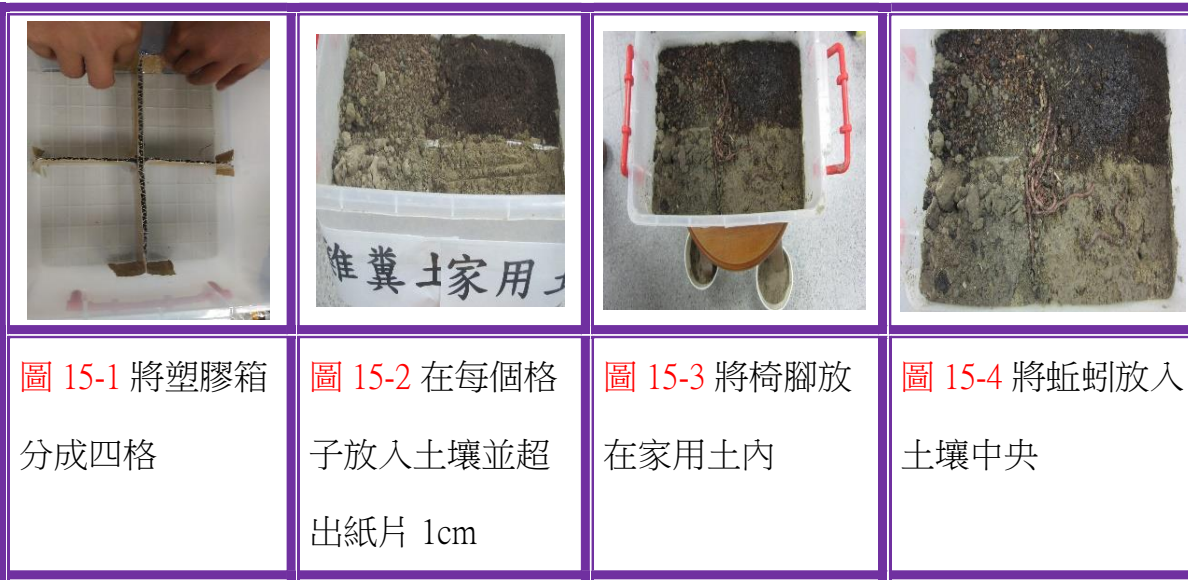 糞土家用
圖 15-1 將塑膠箱
分成四格
圖 15-2 在每個格
子放入土壤並超
出紙片 1cm
圖 15-3 將椅腳放
在家用土內
圖 15-4 將蚯蚓放入
土壤中央